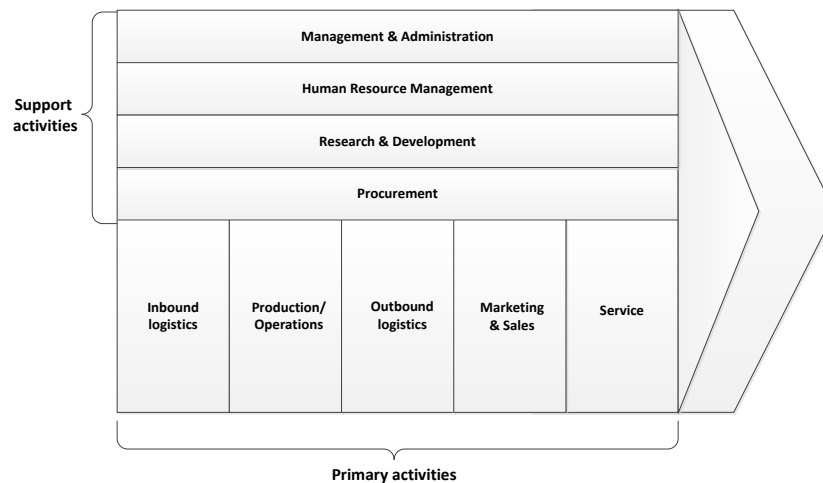 Management & Administration
Human Resource Management
Support
activities
Research & Development
Procurement
Inbound
logistics
Production/
Operations
Outbound
logistics
Marketing
& Sales
Service
Primary activities